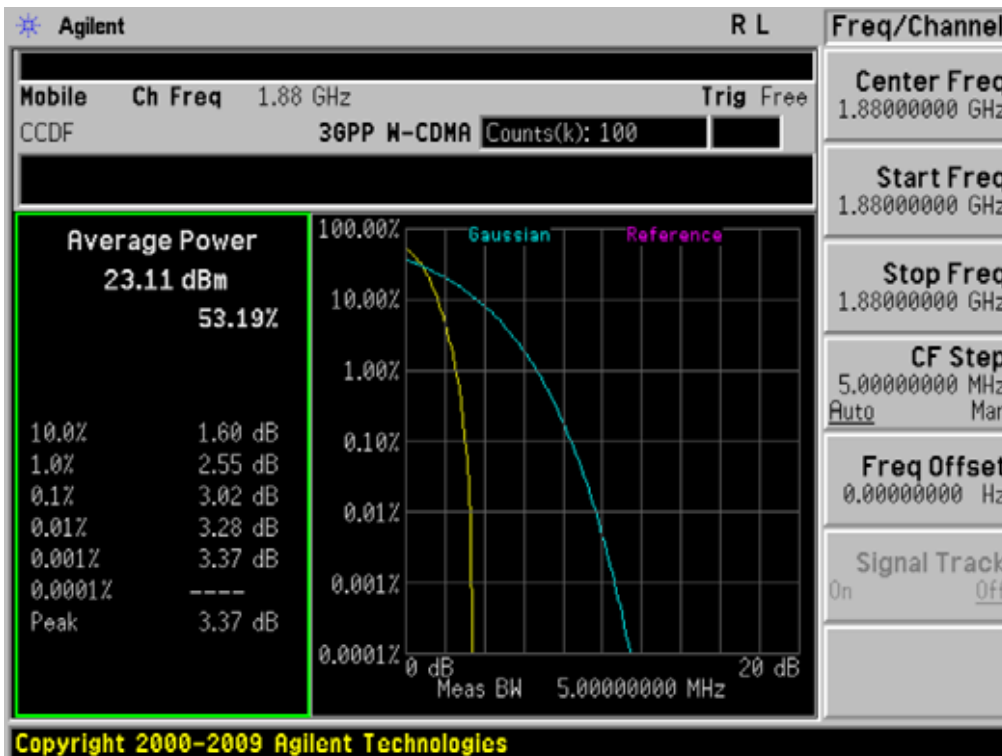 Agilent R L Freq/Channel
Mobile Ch Freq 1.88 GHz Trig Free
CCDF 3GPP W-CDMA Counts(k): 100
Average Power
23.11 dBm
53.19%
10.0% 1.60 dB
1.0% 2.55 dB
0.1% 3.02 dB
0.01% 3.28 dB
0.001% 3.37 dB
0.0001% ----
Peak 3.37 dB
Gaussian Reference
100.00%
10.00%
1.00%
0.10%
0.01%
0.001%
0.0001%
0 dB 20 dB
Meas BW 5.00000000 MHz
Center Freq
1.88000000 GHz
Start Freq
1.88000000 GHz
Stop Freq
1.88000000 GHz
CF Step
5.00000000 MHz
Auto Man
Freq Offset
0.00000000 Hz
Signal Track
On Off
Copyright 2000-2009 Agilent Technologies